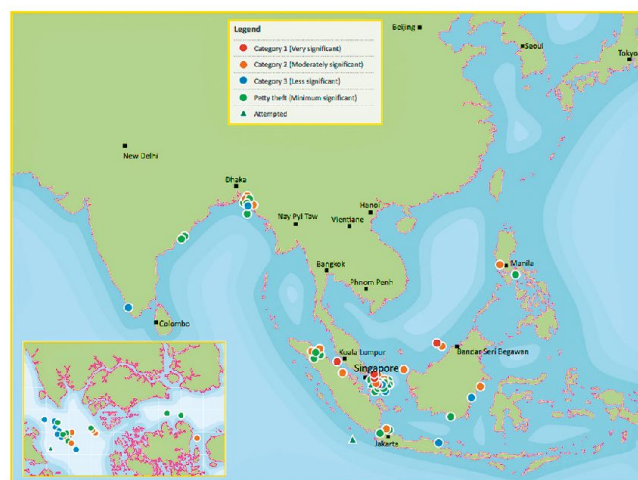 Legend
Category 1 (Very significant)
Category 2 (Moderately significant)
Category 3 (Less significant)
Petty theft (Minimum significant)
Attempted
Beijing
Seoul
Tokyo
New Delhi
Dhaka
Hanoi
Nay Pyi Taw
Vientiane
Bangkok
Manila
Phnom Penh
Colombo
Kuala Lumpur
Bandar Seri Begawan
Singapore
Jakarta